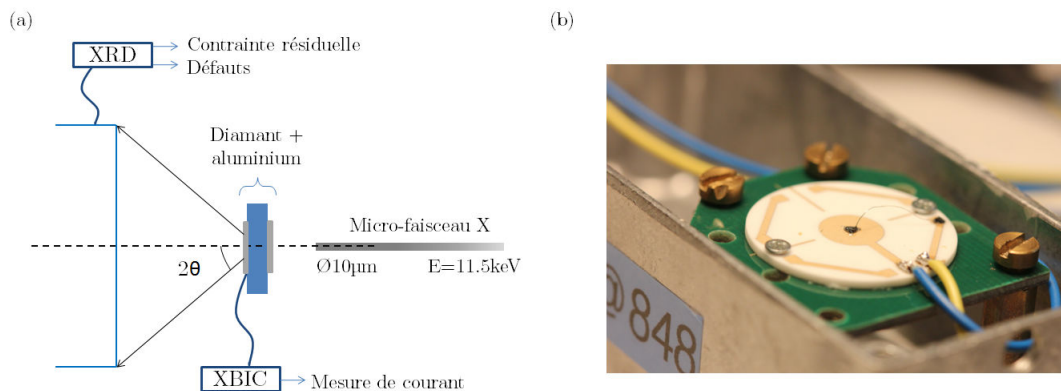 (a)
XRD
Contrainte résiduelle
Défauts
Diamant +
aluminium
Micro-faisceau X
2θ
Ø10µm
E=11.5keV
XBIC
Mesure de courant
(b)
@848